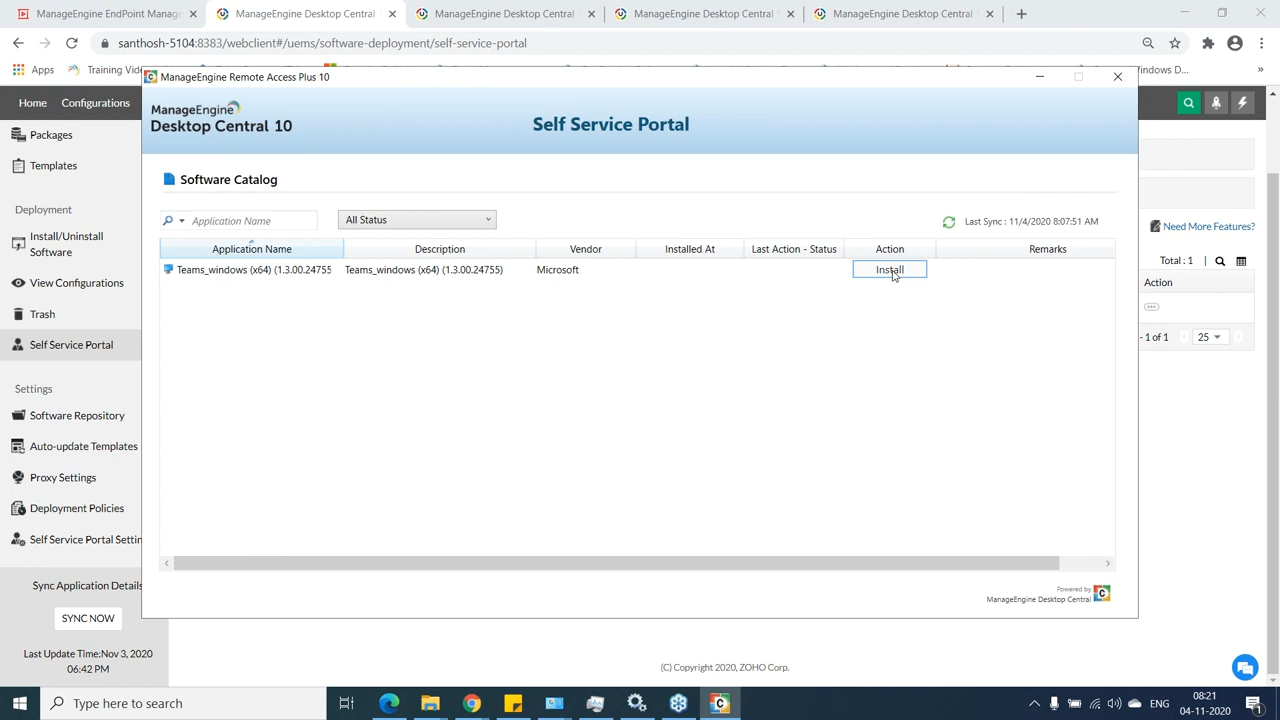 ManageEngine EndPoint Manage
ManageEngine Desktop Central
ManageEngine Desktop Central
ManageEngine Desktop Central
ManageEngine Desktop Central
santhosh-5104:8383/webclient#/uems/software-deployment/self-service-portal
Apps
Training Vid
indows D...
»
ManageEngine Remote Access Plus 10
Home
Configurations
ManageEngine
Desktop Central 10
Self Service Portal
Packages
Templates
Software Catalog
Deployment
Application Name
All Status
Last Sync : 11/4/2020 8:07:51 AM
Need More Features?
Install/Uninstall
Software
Application Name
Description
Vendor
Installed At
Last Action - Status
Action
Remarks
Total : 1
Teams_windows (x64) (1.3.00.24755
Teams_windows (x64) (1.3.00.24755)
Microsoft
Install
View Configurations
Action
Trash
Self Service Portal
- 1 of 1
25
Settings
Software Repository
Auto-update Templates
Proxy Settings
Deployment Policies
Self Service Portal Settin
Sync Application Details
SYNC NOW
Powered by
ManageEngine Desktop Central
Last Update Time:Nov 3, 2020
06:42 PM
(C) Copyright 2020, ZOHO Corp.
Type here to search
ENG
08:21
04-11-2020
1